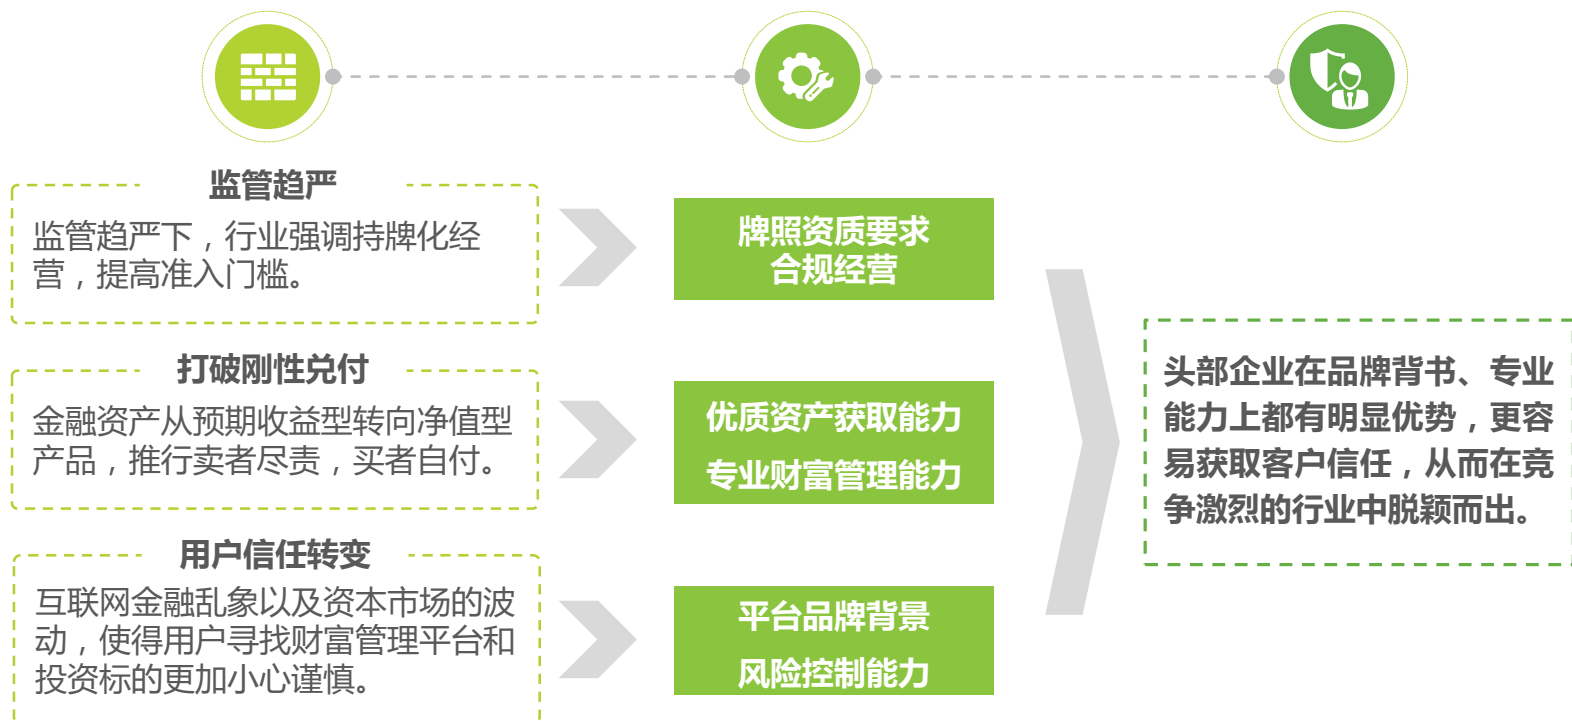 监管趋严
监管趋严下，行业强调持牌化经
营，提高准入门槛。
牌照资质要求
合规经营
打破刚性兑付
金融资产从预期收益型转向净值型
产品，推行卖者尽责，买者自付。
优质资产获取能力
专业财富管理能力
用户信任转变
互联网金融乱象以及资本市场的波
动，使得用户寻找财富管理平台和
投资标的更加小心谨慎。
平台品牌背景
风险控制能力
头部企业在品牌背书、专业
能力上都有明显优势，更容
易获取客户信任，从而在竞
争激烈的行业中脱颖而出。